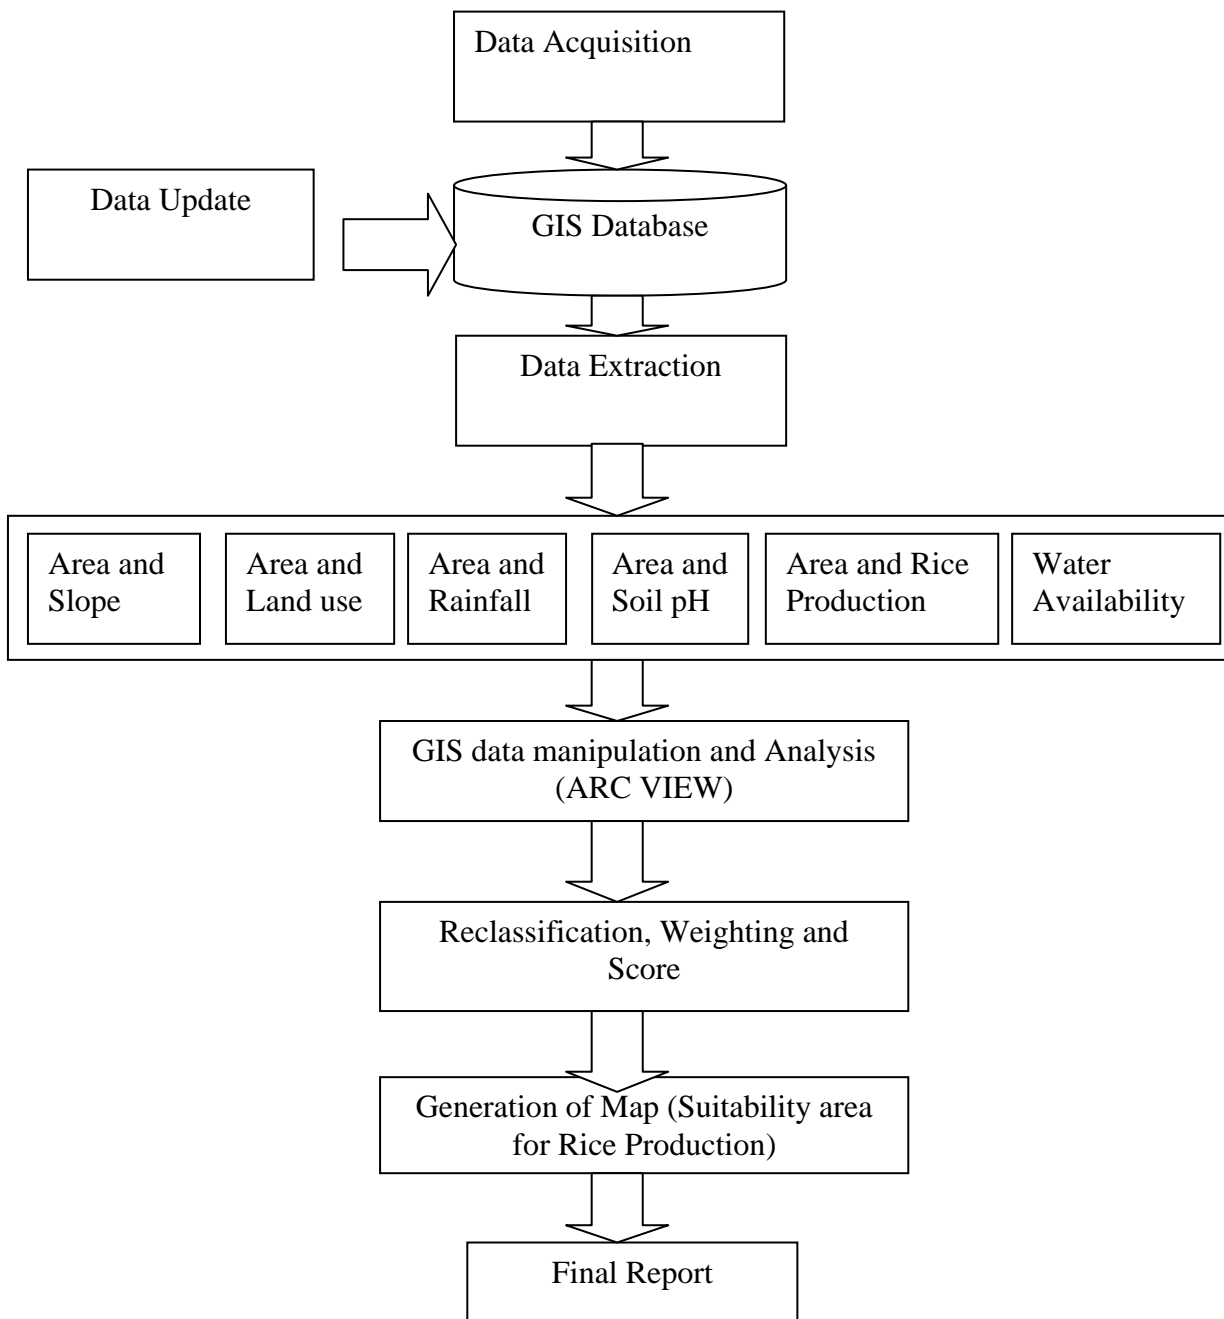 Data Acquisition
Data Update
GIS Database
Data Extraction
Area and
Slope
Area and
Land use
Area and
Rainfall
Area and
Soil pH
Area and Rice
Production
Water
Availability
GIS data manipulation and Analysis
(ARC VIEW)
Reclassification, Weighting and
Score
Generation of Map (Suitability area
for Rice Production)
Final Report